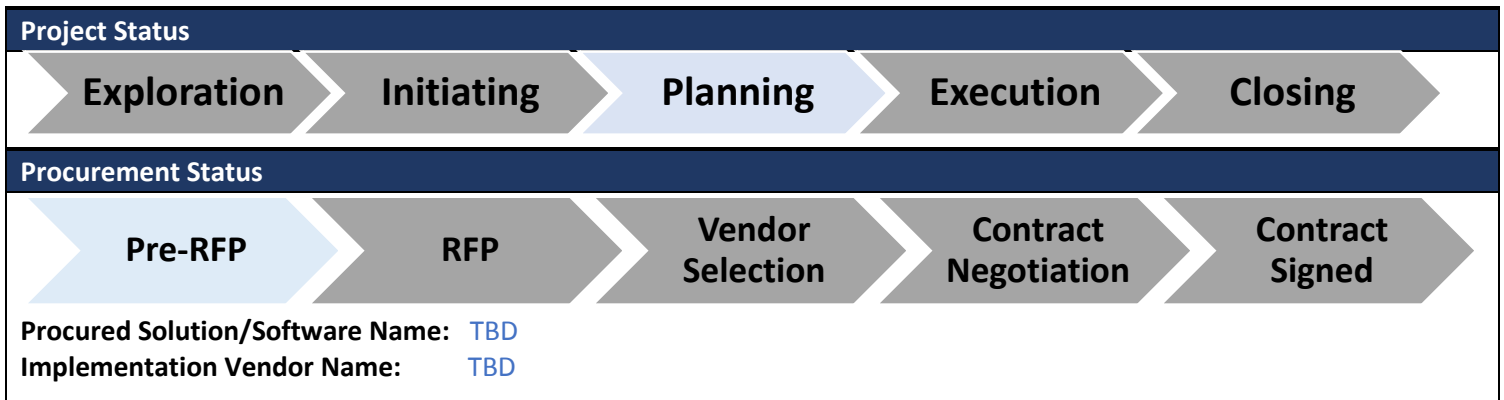 Project Status
Exploration
Initiating
Planning
Execution
Closing
Procurement Status
Pre-RFP
RFP
Vendor
Selection
Contract
Negotiation
Contract
Signed
Procured Solution/Software Name: TBD
Implementation Vendor Name: TBD